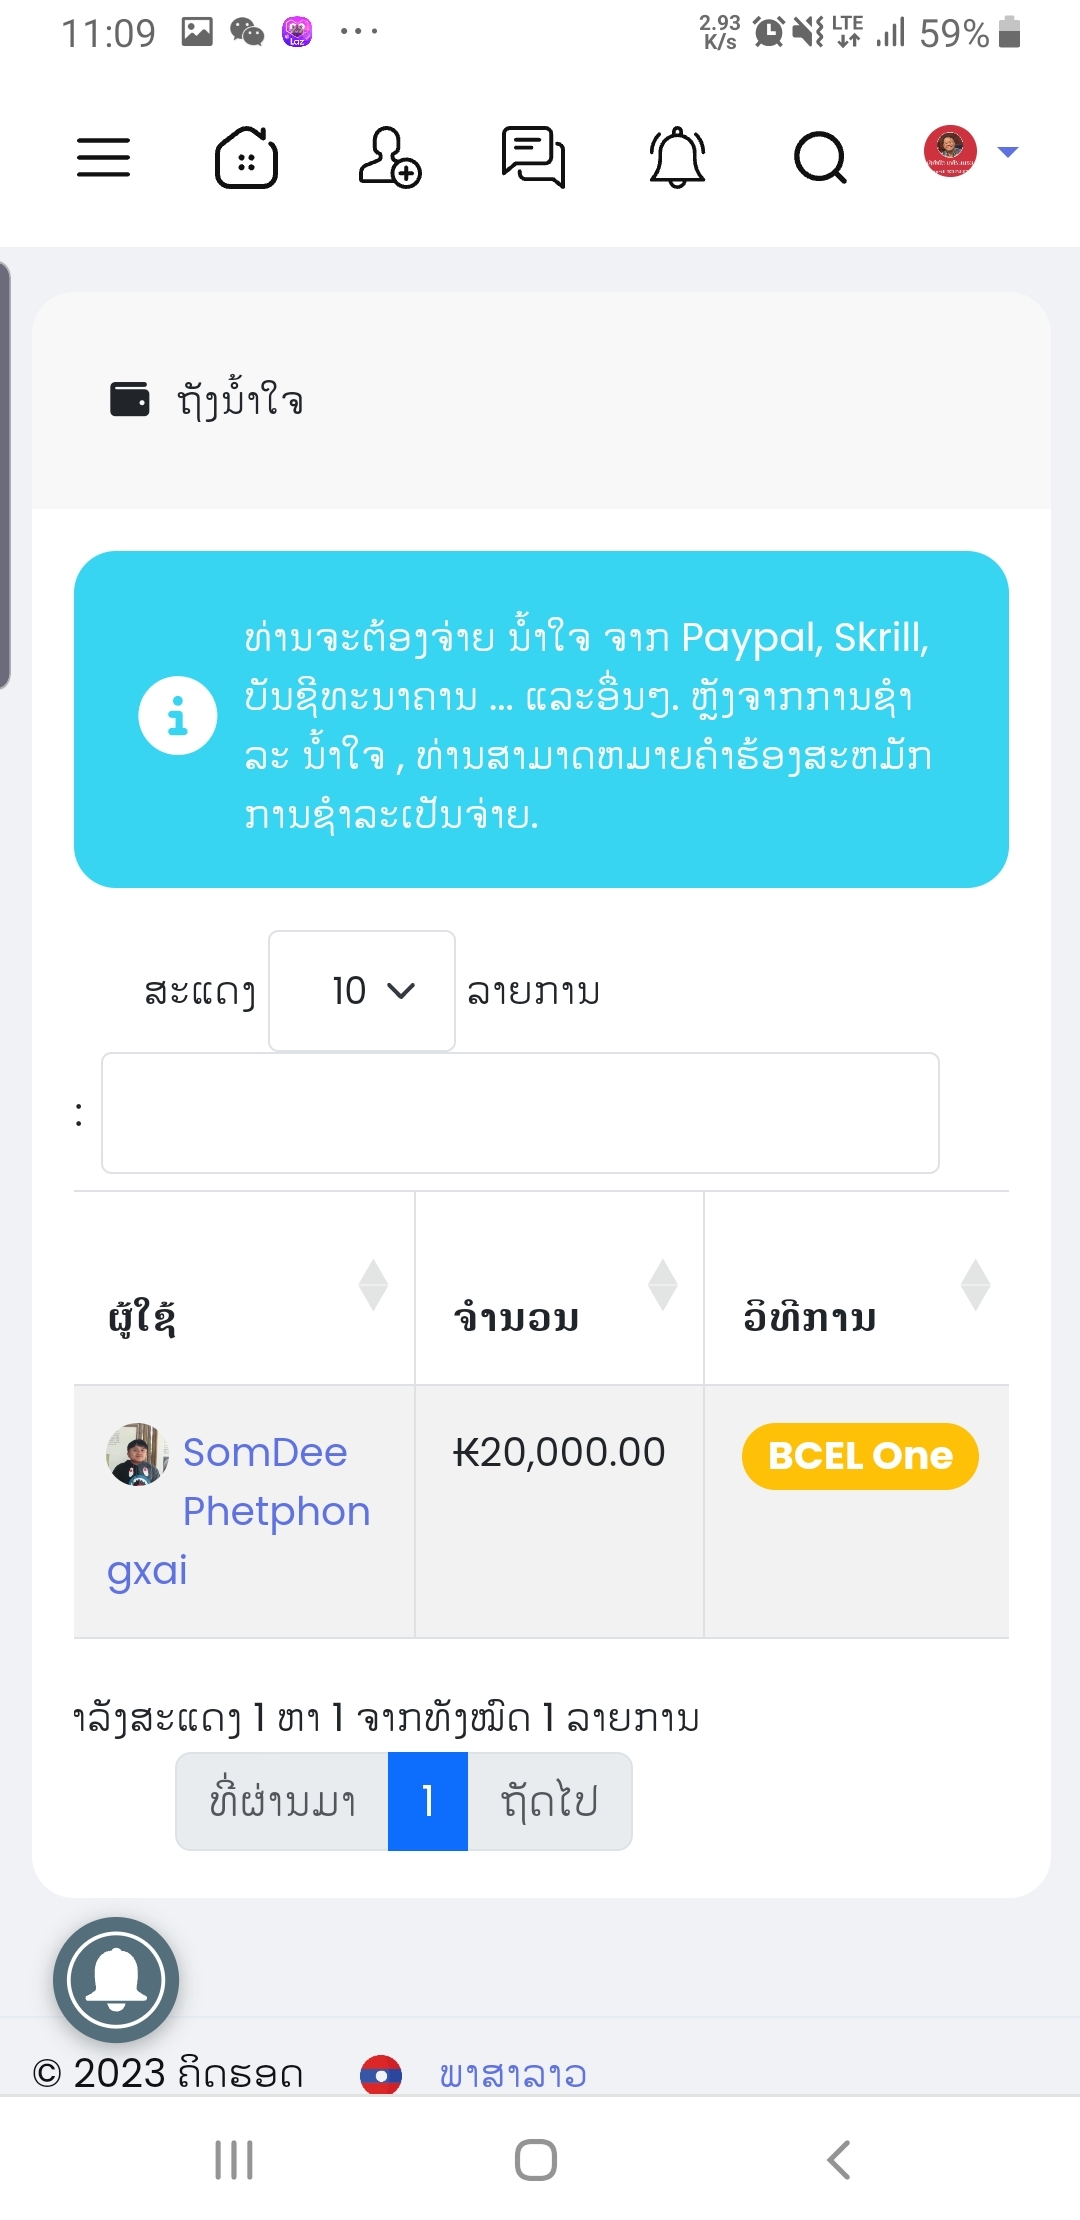 11:09
2.93 K/s LTE 59%
ຖັງນ້ຳໃຈ
ທ່ານຈະຕ້ອງຈ່າຍ ນ້ຳໃຈ ຈາກ Paypal, Skrill,
ບັນຊີທະນາຄານ ... ແລະອື່ນໆ. ຫຼັງຈາກການຊຳ
ລະ ນ້ຳໃຈ , ທ່ານສາມາດຫມາຍຄໍາຮ້ອງສະຫມັກ
ການຊໍາລະເປັນຈ່າຍ.
ສະແດງ 10 ລາຍການ
:
ຜູ້ໃຊ້ ຈຳນວນ ວິທີການ
SomDee ₭20,000.00 BCEL One
Phetphon
gxai
າລັງສະແດງ 1 ຫາ 1 ຈາກທັງໝົດ 1 ລາຍການ
ທີ່ຜ່ານມາ 1 ຖັດໄປ
© 2023 ຄິດຮອດ ພາສາລາວ